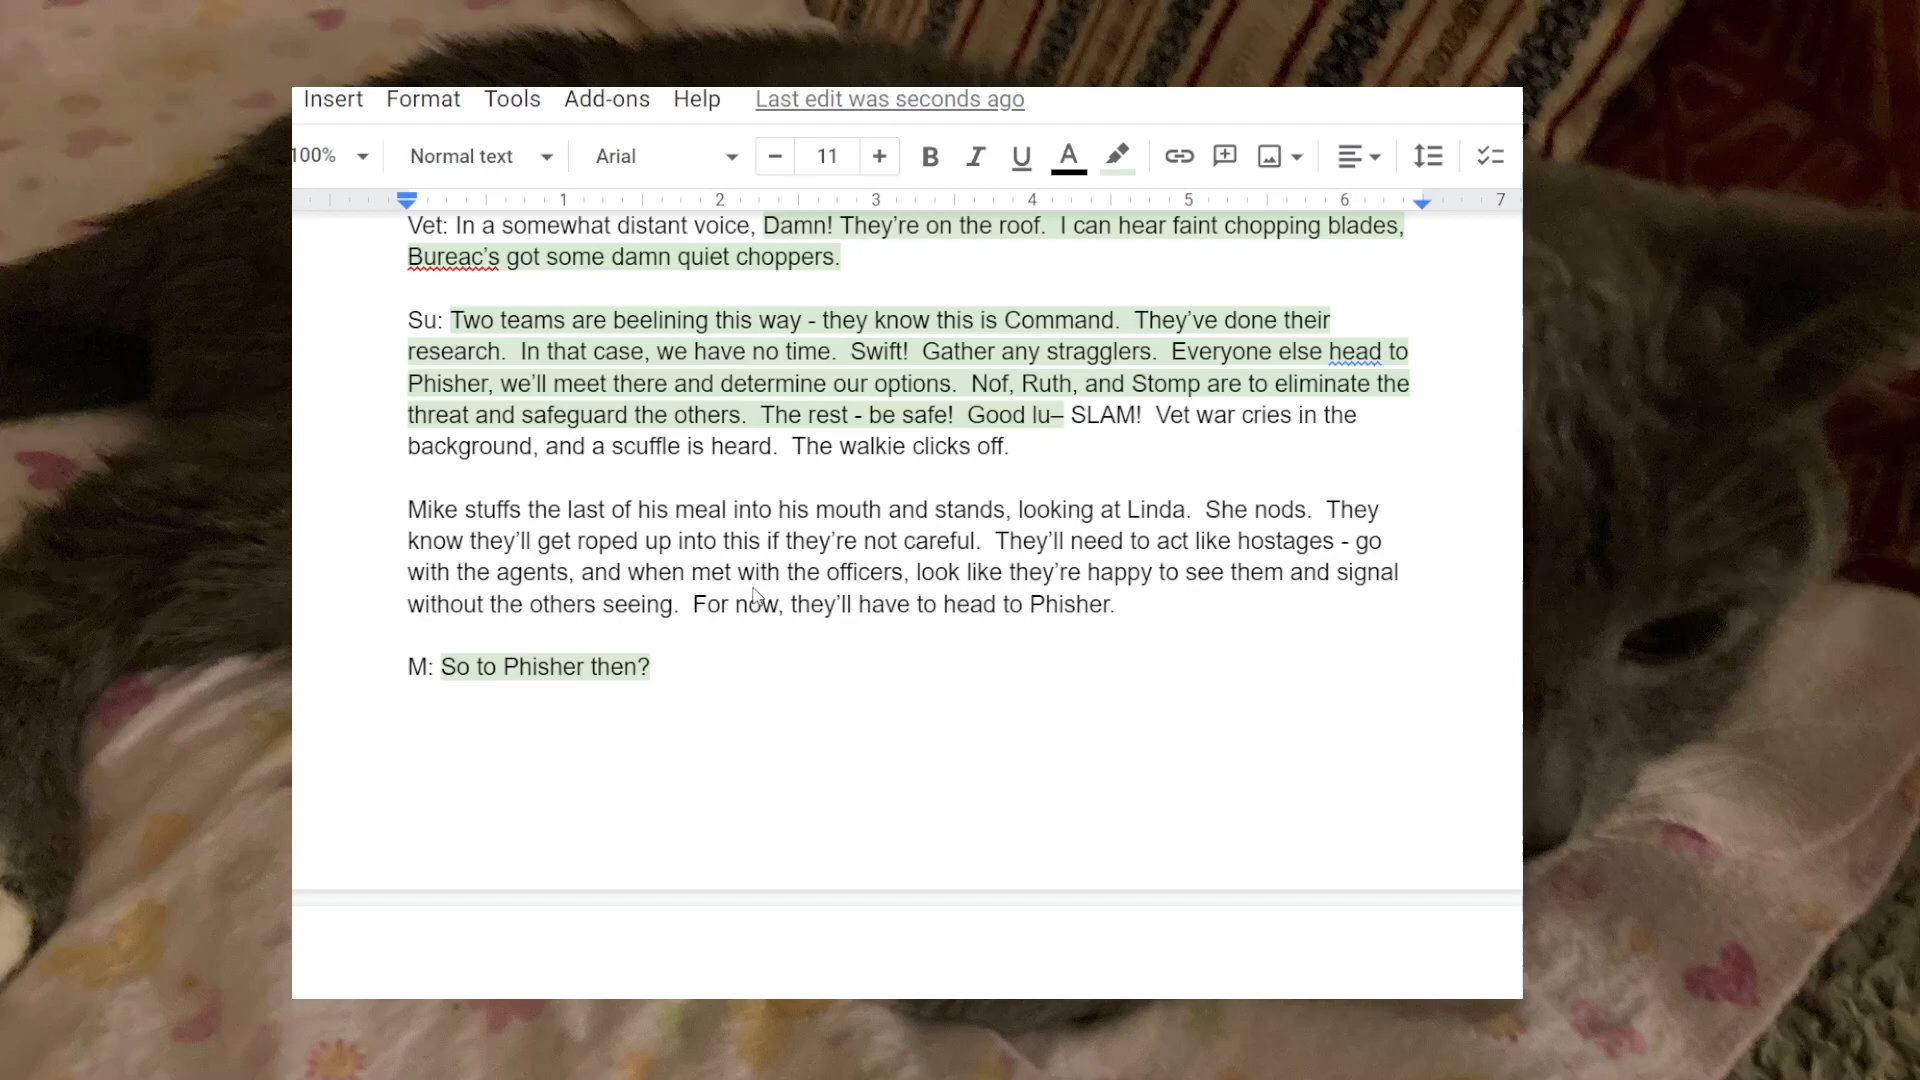 Insert Format Tools Add-ons Help Last edit was seconds ago
100% Normal text Arial 11 B I U A
1 2 3 4 5 6 7
Vet: In a somewhat distant voice, Damn! They’re on the roof.  I can hear faint chopping blades,
Bureac’s got some damn quiet choppers.
Su: Two teams are beelining this way - they know this is Command.  They’ve done their
research.  In that case, we have no time.  Swift!  Gather any stragglers.  Everyone else head to
Phisher, we’ll meet there and determine our options.  Nof, Ruth, and Stomp are to eliminate the
threat and safeguard the others.  The rest - be safe!  Good lu– SLAM!  Vet war cries in the
background, and a scuffle is heard.  The walkie clicks off.
Mike stuffs the last of his meal into his mouth and stands, looking at Linda.  She nods.  They
know they’ll get roped up into this if they’re not careful.  They’ll need to act like hostages - go
with the agents, and when met with the officers, look like they’re happy to see them and signal
without the others seeing.  For now, they’ll have to head to Phisher.
M: So to Phisher then?